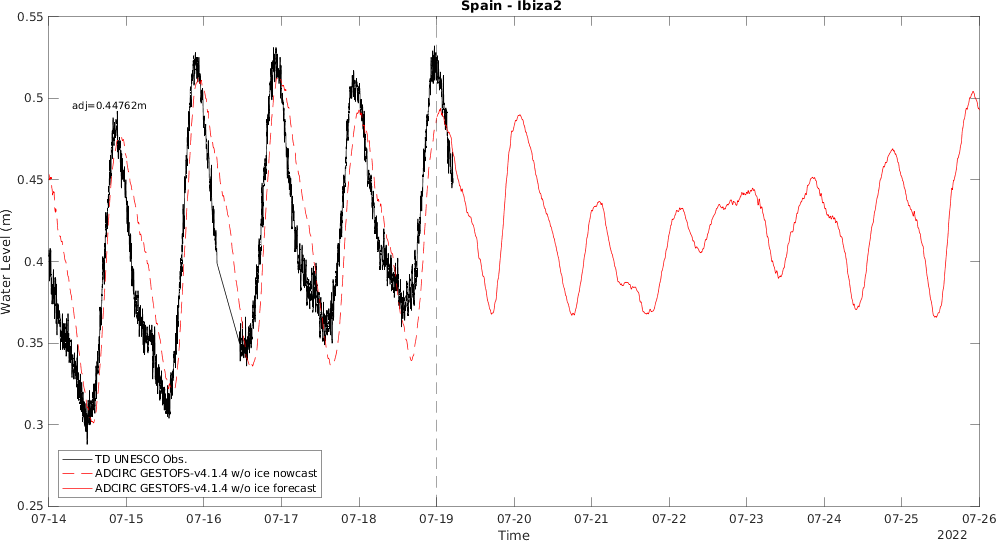 Spain - Ibiza2
0.55
0.5
0.45
0.4
0.35
0.3
0.25
Water Level (m)
adj=0.44762m
TD UNESCO Obs.
ADCIRC GESTOFS-v4.1.4 w/o ice nowcast
ADCIRC GESTOFS-v4.1.4 w/o ice forecast
07-14 07-15 07-16 07-17 07-18 07-19 07-20 07-21 07-22 07-23 07-24 07-25 07-26
Time
2022